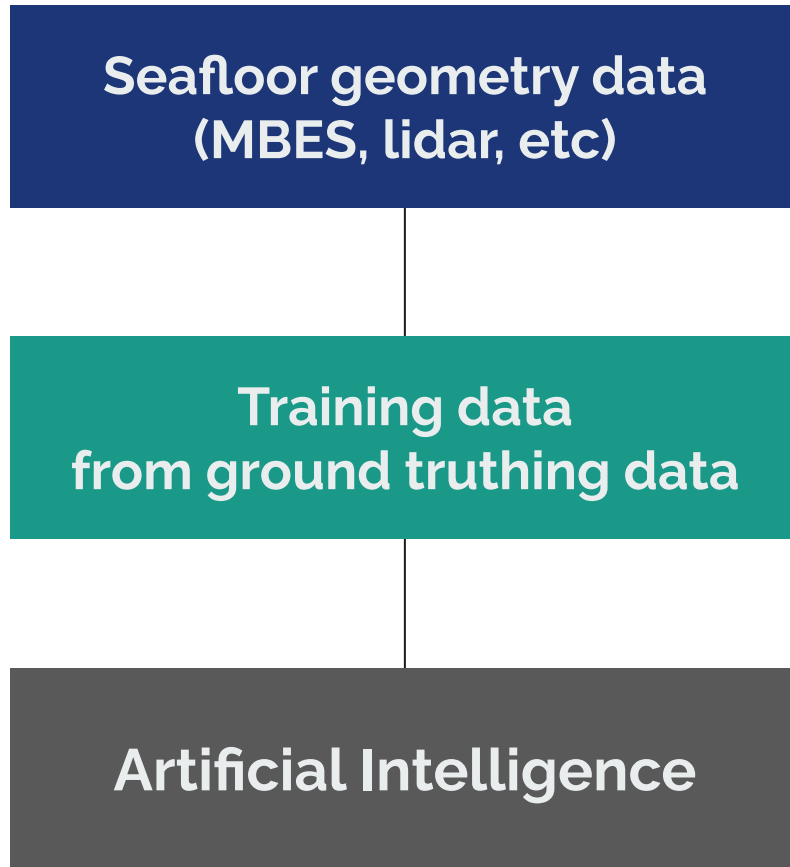 Seafloor geometry data
(MBES, lidar, etc)
Training data
from ground truthing data
Artificial Intelligence